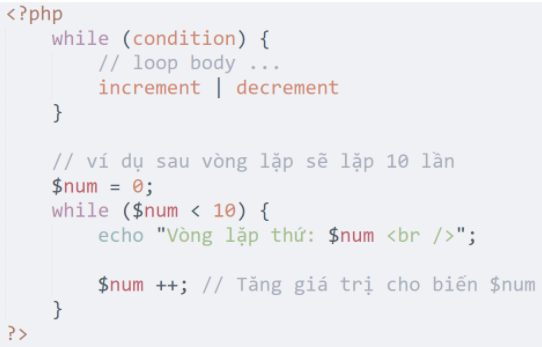 <?php
while (condition) {
// loop body ...
increment | decrement
}
// ví dụ sau vòng lặp sẽ lặp 10 lần
$num = 0;
while ($num < 10) {
echo "Vòng lặp thứ: $num <br />";
$num ++; // Tăng giá trị cho biến $num
}
?>